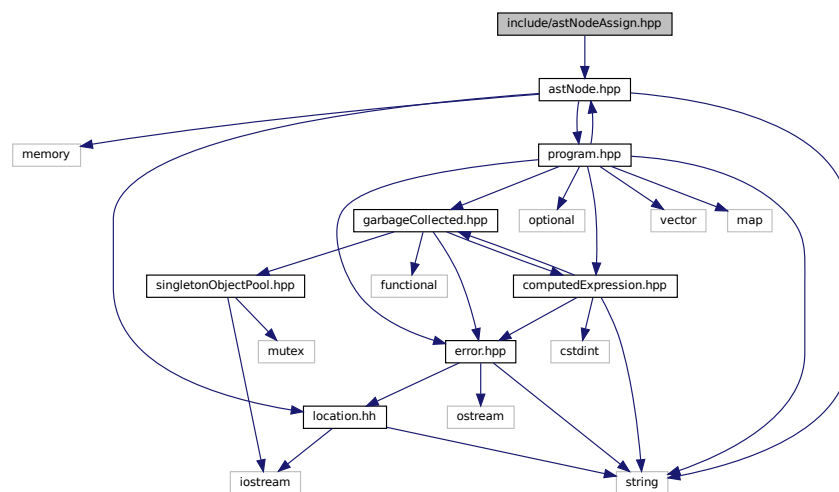 include/astNodeAssign.hpp
astNode.hpp
memory
program.hpp
garbageCollected.hpp
optional
vector
map
singletonObjectPool.hpp
functional
computedExpression.hpp
mutex
error.hpp
cstdint
location.hh
ostream
iostream
string